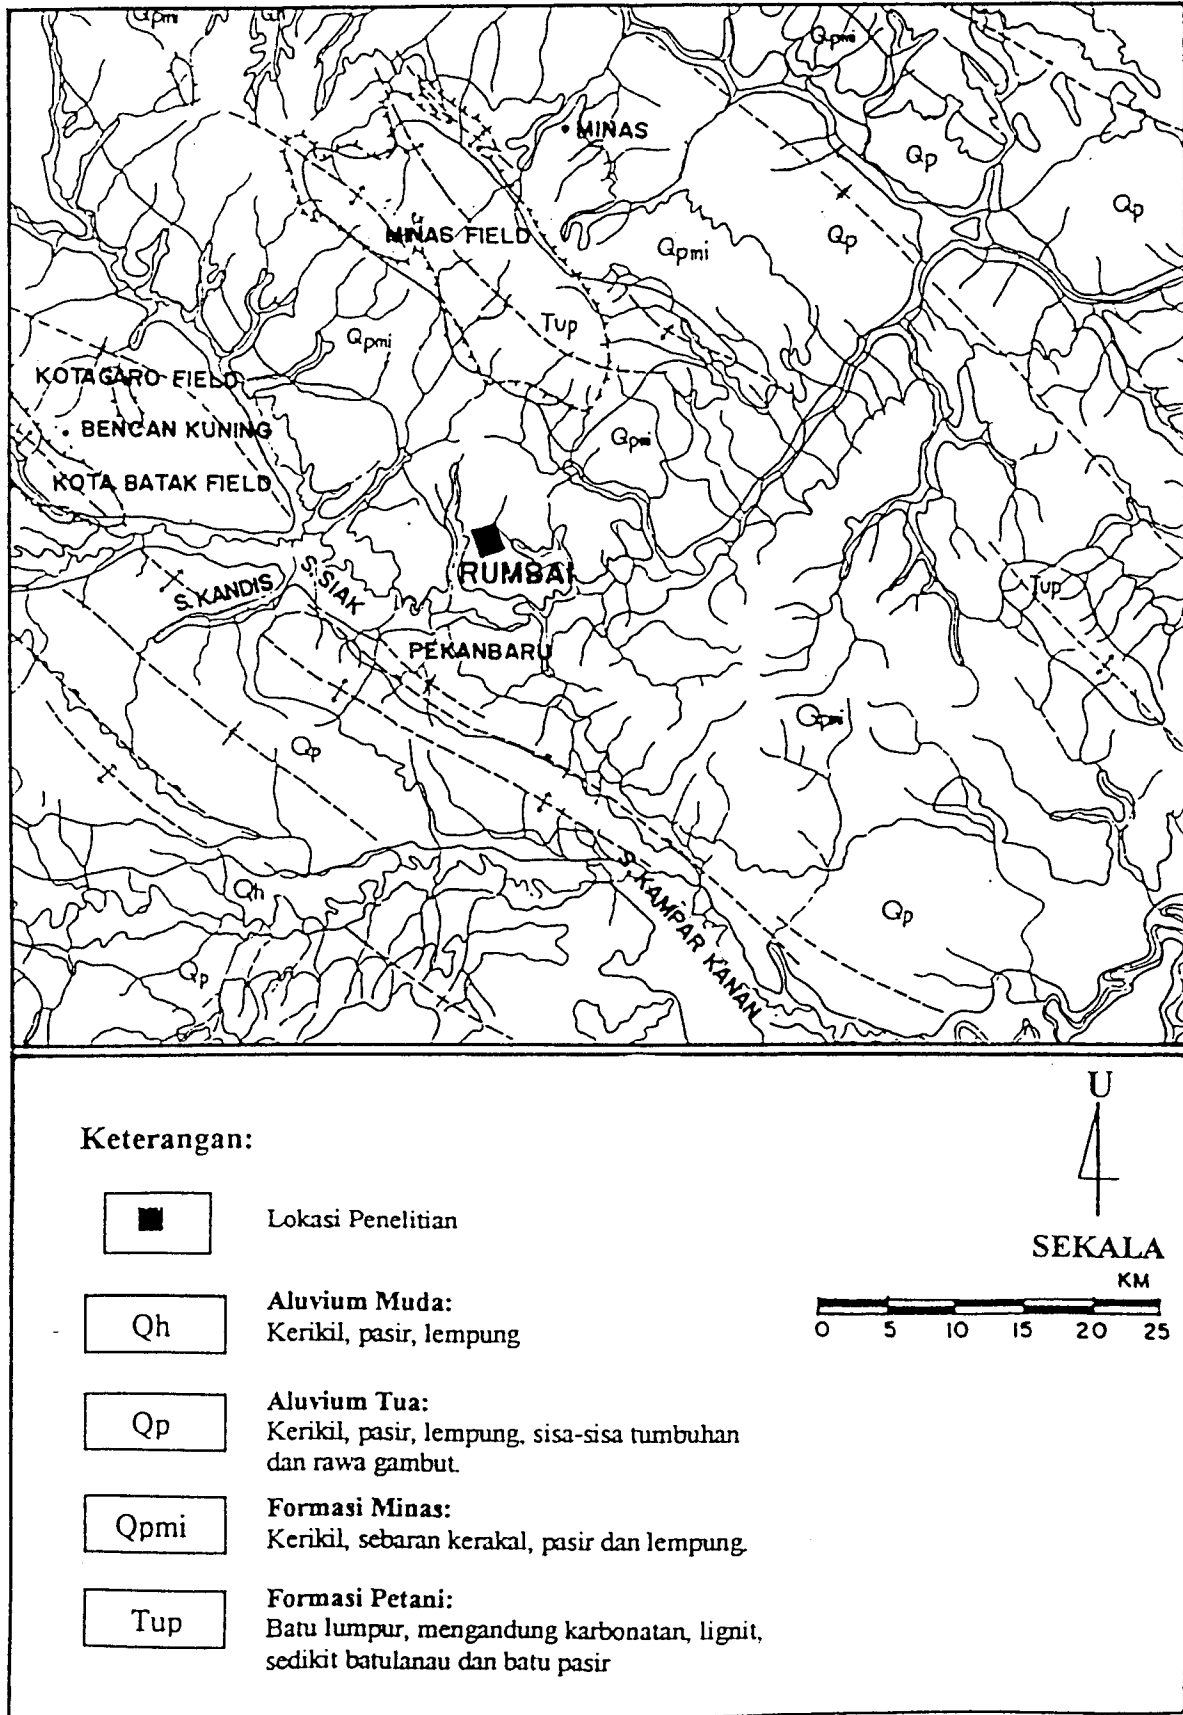 Qpmi
Qh
Qpmi
MINAS
Qp
Qp
MINAS FIELD
Qpmi
Qp
Tup
Qpmi
KOTAGARO FIELD
BENCAN KUNING
Qpmi
KOTA BATAK FIELD
RUMBAI
S. KANDIS
S. SIAK
Tup
PEKANBARU
Qpmi
Qp
Qh
S. KAMPAR KANAN
Qp
Qp
U
Keterangan:
Lokasi Penelitian
SEKALA
KM
0 5 10 15 20 25
Qh
Aluvium Muda:
Kerikil, pasir, lempung
Qp
Aluvium Tua:
Kerikil, pasir, lempung, sisa-sisa tumbuhan
dan rawa gambut.
Qpmi
Formasi Minas:
Kerikil, sebaran kerakal, pasir dan lempung.
Tup
Formasi Petani:
Batu lumpur, mengandung karbonatan, lignit,
sedikit batulanau dan batu pasir